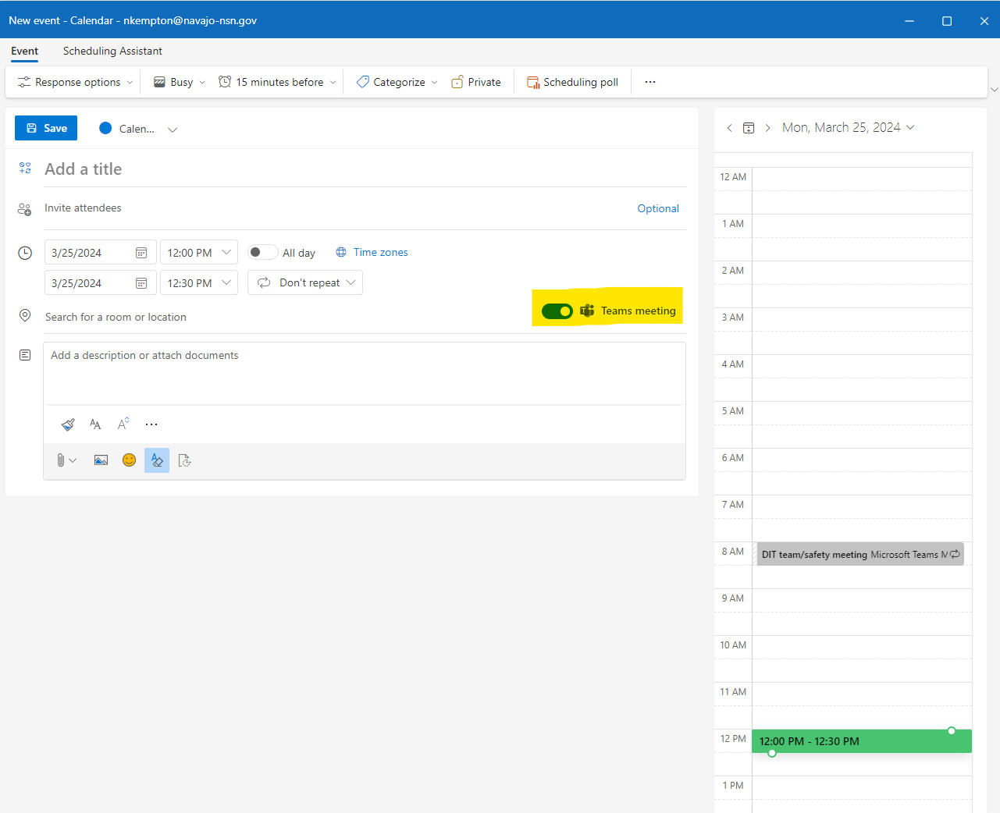 New event - Calendar - nkempton@navajo-nsn.gov
Event Scheduling Assistant
Response options Busy 15 minutes before Categorize Private Scheduling poll ...
Save Calen...
Mon, March 25, 2024
Add a title
Invite attendees Optional
3/25/2024 12:00 PM All day Time zones
3/25/2024 12:30 PM Don't repeat
Search for a room or location Teams meeting
Add a description or attach documents
12 AM
1 AM
2 AM
3 AM
4 AM
5 AM
6 AM
7 AM
8 AM DIT team/safety meeting Microsoft Teams M
9 AM
10 AM
11 AM
12 PM 12:00 PM - 12:30 PM
1 PM